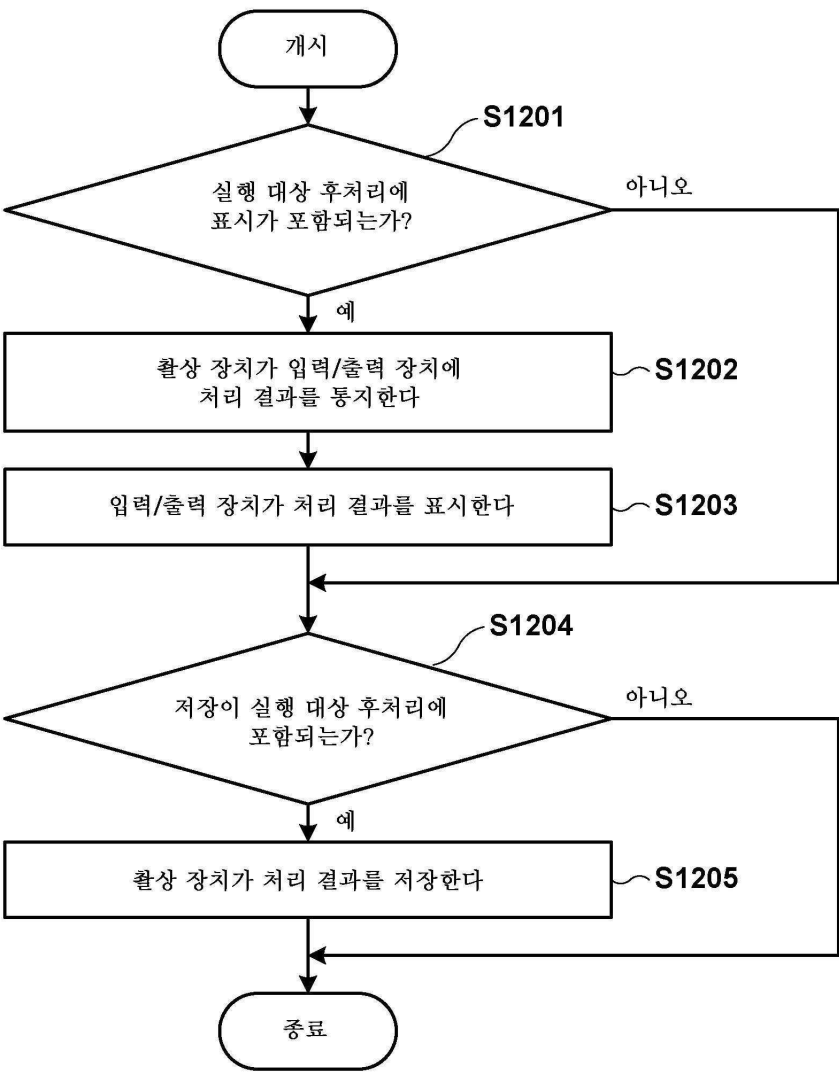 개시
S1201
실행 대상 후처리에
표시가 포함되는가?
아니오
예
촬상 장치가 입력/출력 장치에
처리 결과를 통지한다
S1202
입력/출력 장치가 처리 결과를 표시한다
S1203
S1204
저장이 실행 대상 후처리에
포함되는가?
아니오
예
촬상 장치가 처리 결과를 저장한다
S1205
종료